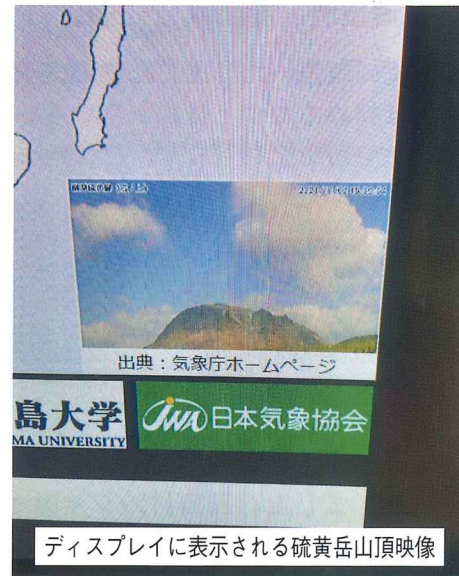 出典：気象庁ホームページ
島大学
MA UNIVERSITY
JWA 日本気象協会
ディスプレイに表示される硫黄岳山頂映像